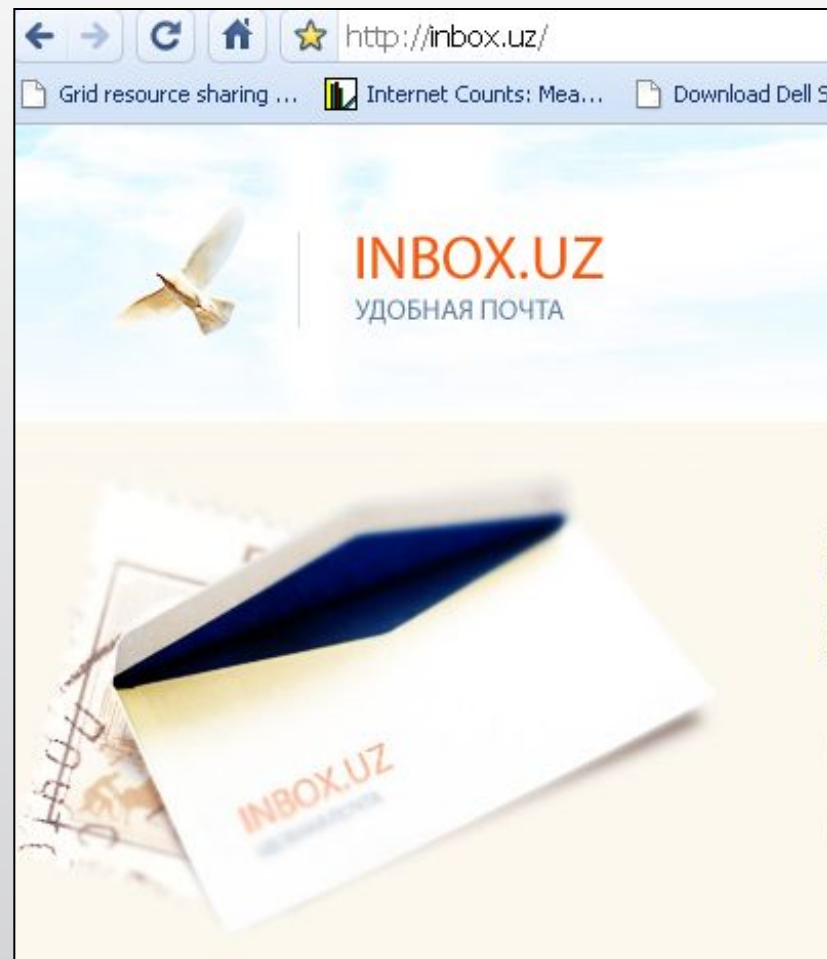 http://inbox.uz/
Grid resource sharing ... Internet Counts: Mea... Download Dell S
INBOX.UZ
УДОБНАЯ ПОЧТА
INBOX.UZ